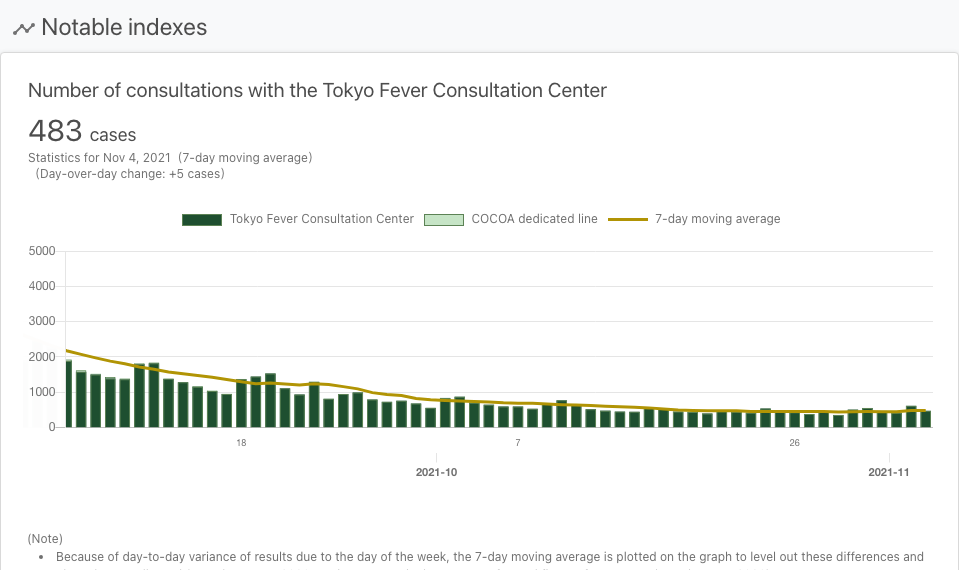 Notable indexes
Number of consultations with the Tokyo Fever Consultation Center
483 cases
Statistics for Nov 4, 2021 (7-day moving average)
(Day-over-day change: +5 cases)
Tokyo Fever Consultation Center COCOA dedicated line 7-day moving average
5000
4000
3000
2000
1000
0
18 7 26
2021-10 2021-11
(Note)
• Because of day-to-day variance of results due to the day of the week, the 7-day moving average is plotted on the graph to level out these differences and